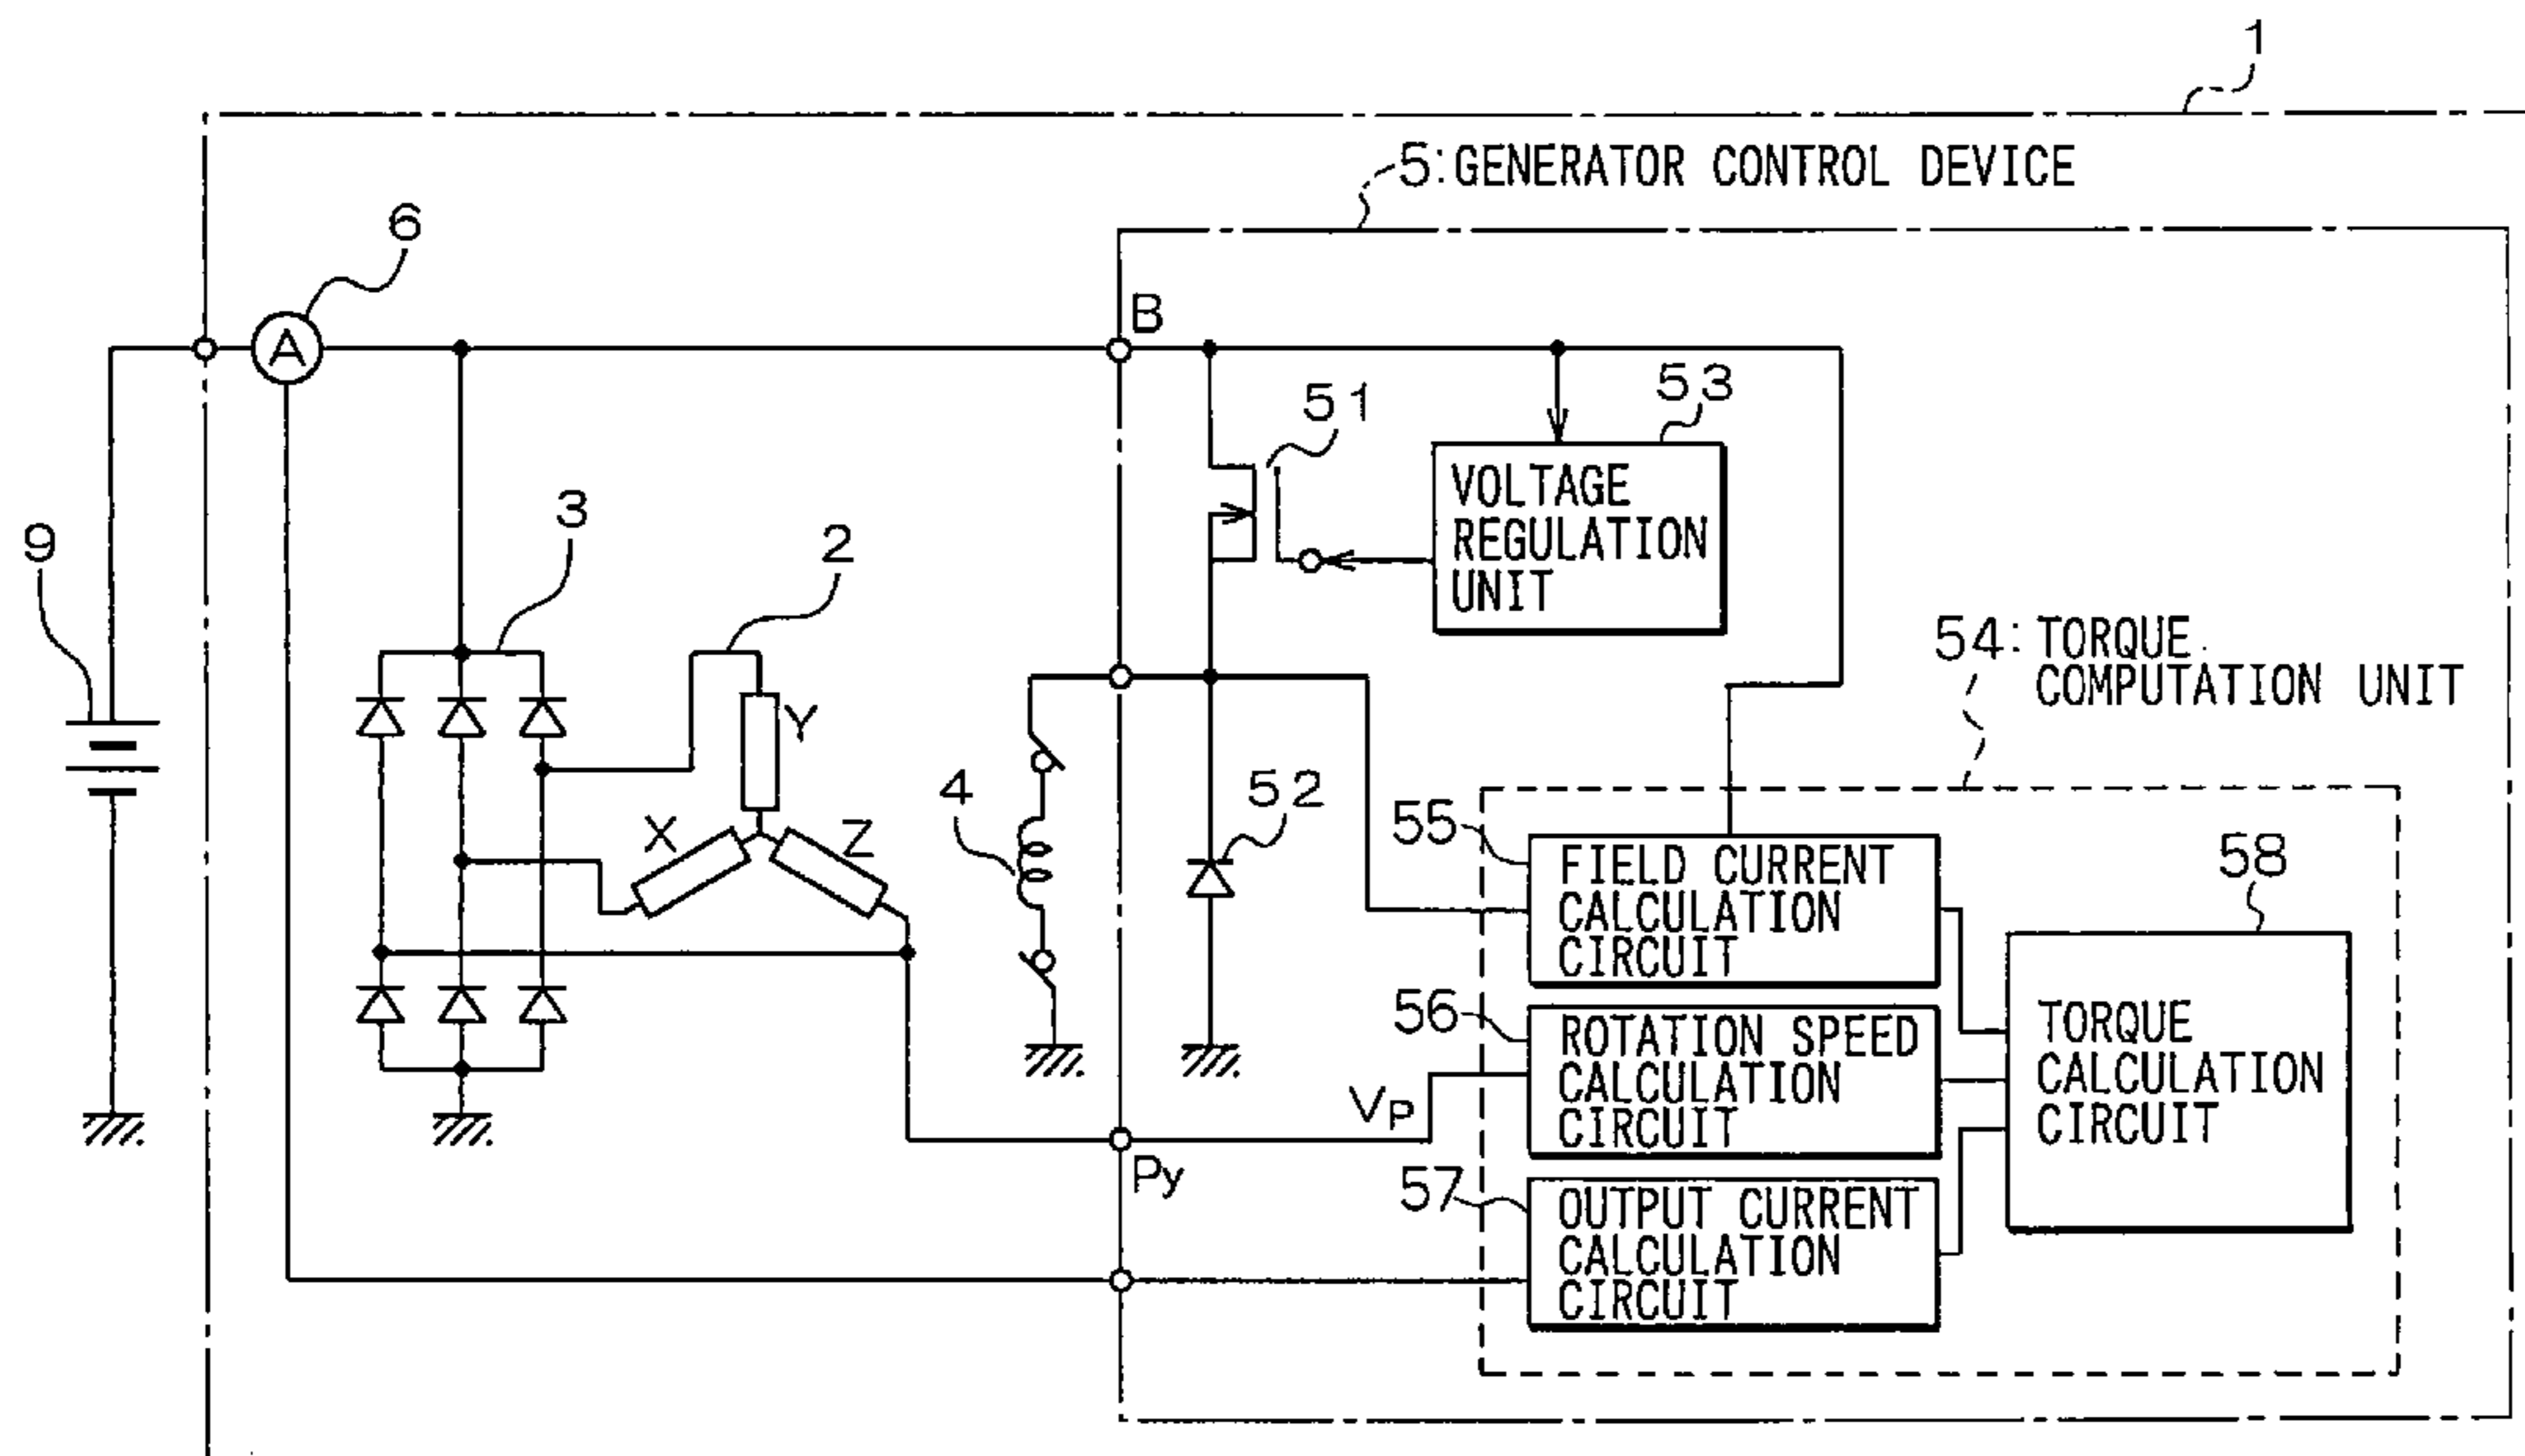 1
5: GENERATOR CONTROL DEVICE
6
A
B
51
53
VOLTAGE
REGULATION
UNIT
9
3
2
54: TORQUE
COMPUTATION UNIT
Y
X
Z
4
52
55
FIELD CURRENT
CALCULATION
CIRCUIT
58
56
ROTATION SPEED
CALCULATION
CIRCUIT
TORQUE
CALCULATION
CIRCUIT
VP
Py
57
OUTPUT CURRENT
CALCULATION
CIRCUIT